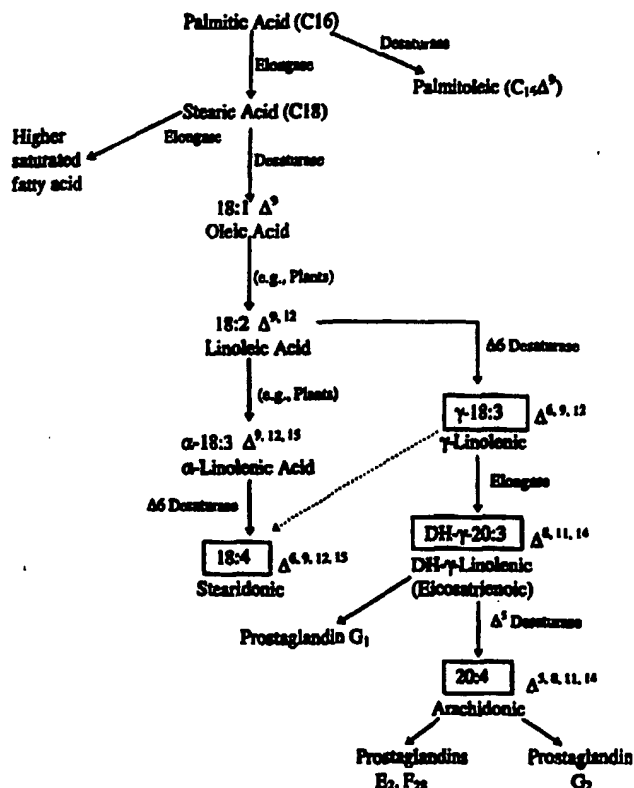 Palmitic Acid (C16)
Desaturase
Elongase
Palmitoleic (C₁₆Δ⁹)
Stearic Acid (C18)
Elongase
Higher
saturated
fatty acid
Desaturase
18:1 Δ⁹
Oleic Acid
(e.g., Plants)
18:2 Δ⁹, ¹²
Linoleic Acid
Δ6 Desaturase
(e.g., Plants)
γ-18:3 Δ⁶, ⁹, ¹²
γ-Linolenic
α-18:3 Δ⁹, ¹², ¹⁵
α-Linolenic Acid
Elongase
Δ6 Desaturase
DH-γ-20:3 Δ⁸, ¹¹, ¹⁴
DH-γ-Linolenic
(Eicosatrienoic)
18:4 Δ⁶, ⁹, ¹², ¹⁵
Stearidonic
Δ⁵ Desaturase
Prostaglandin G₁
20:4 Δ⁵, ⁸, ¹¹, ¹⁴
Arachidonic
Prostaglandins
E₂, F₂ₐ
Prostaglandin
G₂